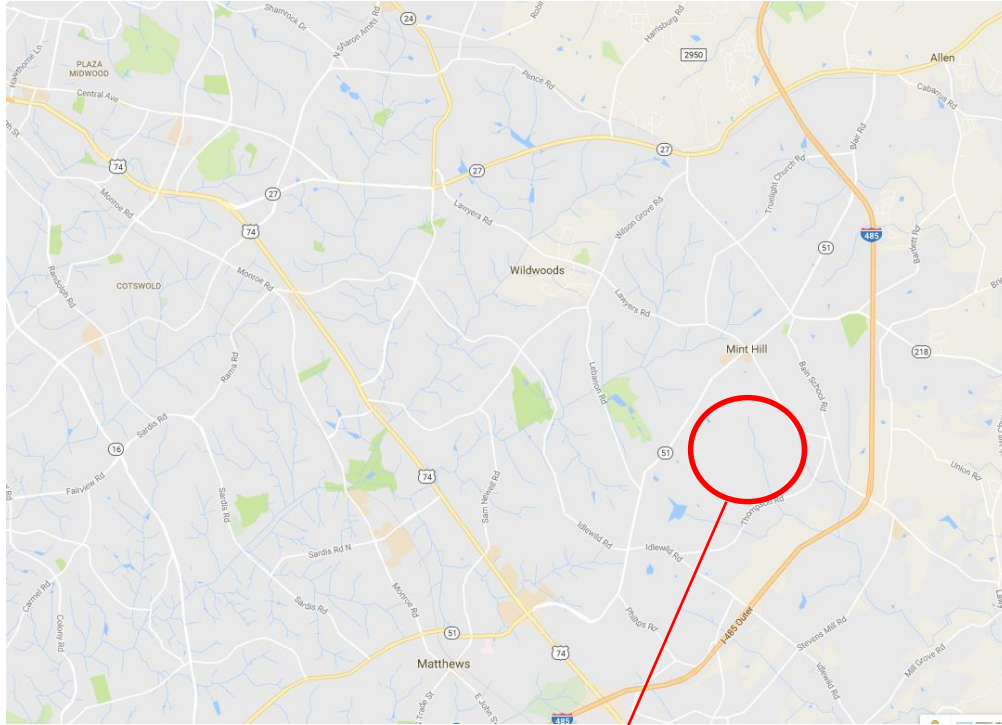 Shamrock Dr
N Sharon Amity Rd
24
Harrisburg Rd
2950
Allen
Hawthorne Ln
PLAZA
MIDWOOD
Central Ave
Pence Rd
Cabarrus Rd
74
27
27
27
Blair Rd
Truelight Church Rd
Monroe Rd
Lawyers Rd
Wilson Grove Rd
74
485
51
Bartlett Rd
Randolph Rd
Monroe Rd
Wildwoods
COTSWOLD
Lawyers Rd
Mint Hill
218
Rama Rd
Lebanon Rd
Bain School Rd
Sardis Rd
16
51
Fairview Rd
74
Union Rd
Sardis Rd
Sam Newell Rd
Thompson Rd
Idlewild Rd
Idlewild Rd
Sardis Rd N
Carmel Rd
Colony Rd
Sardis Rd
Monroe Rd
Phillips Rd
I-485 Outer
Stevens Mill Rd
51
74
Matthews
Idlewild Rd
Mill Grove Rd
S Trade St
E John St
485